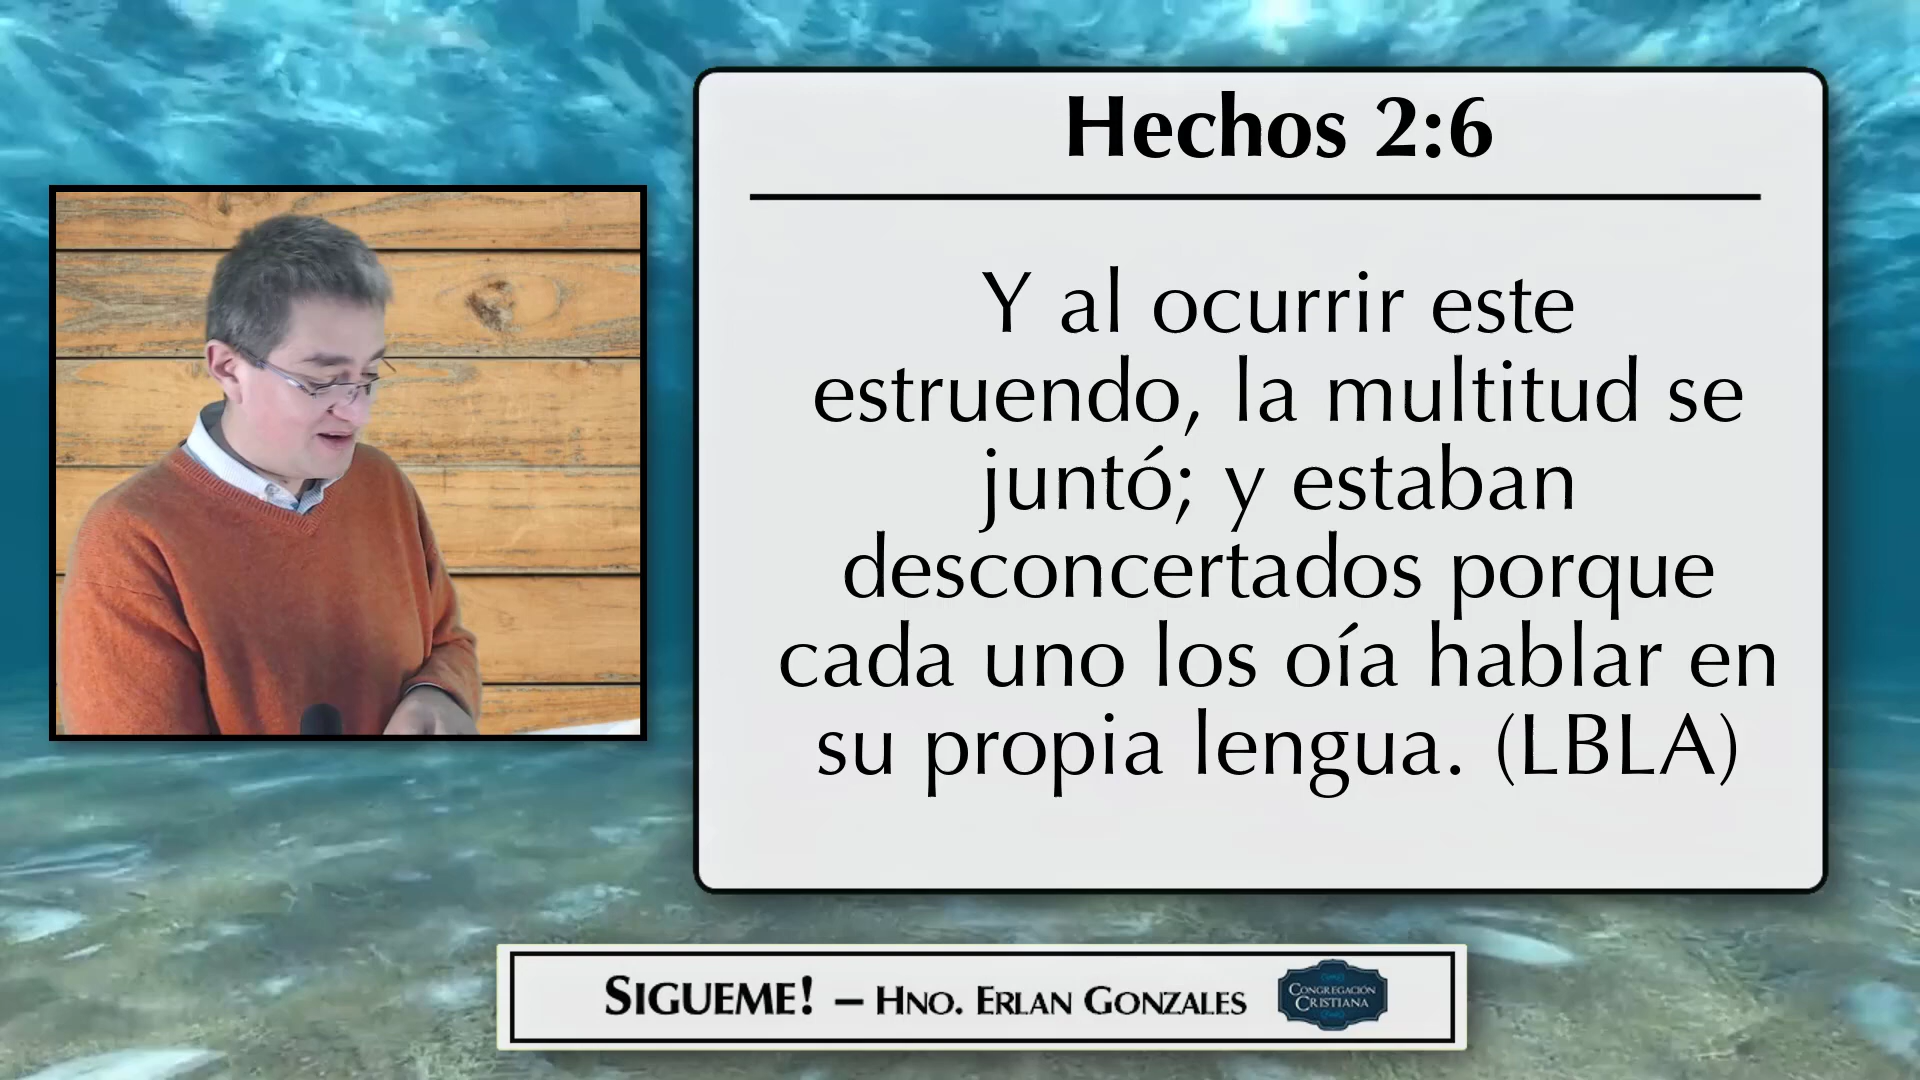 Hechos 2:6
Y al ocurrir este
estruendo, la multitud se
juntó; y estaban
desconcertados porque
cada uno los oía hablar en
su propia lengua. (LBLA)
SIGUEME! – HNO. ERLAN GONZALES
CONGREGACIÓN
CRISTIANA